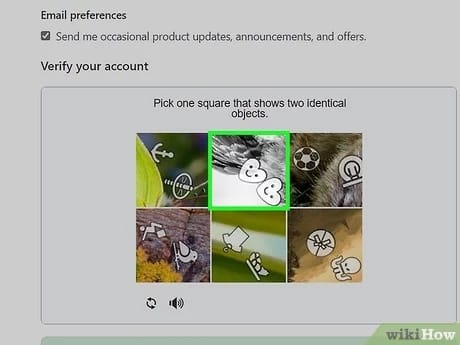 Email preferences
Send me occasional product updates, announcements, and offers.
Verify your account
Pick one square that shows two identical
objects.
wikiHow